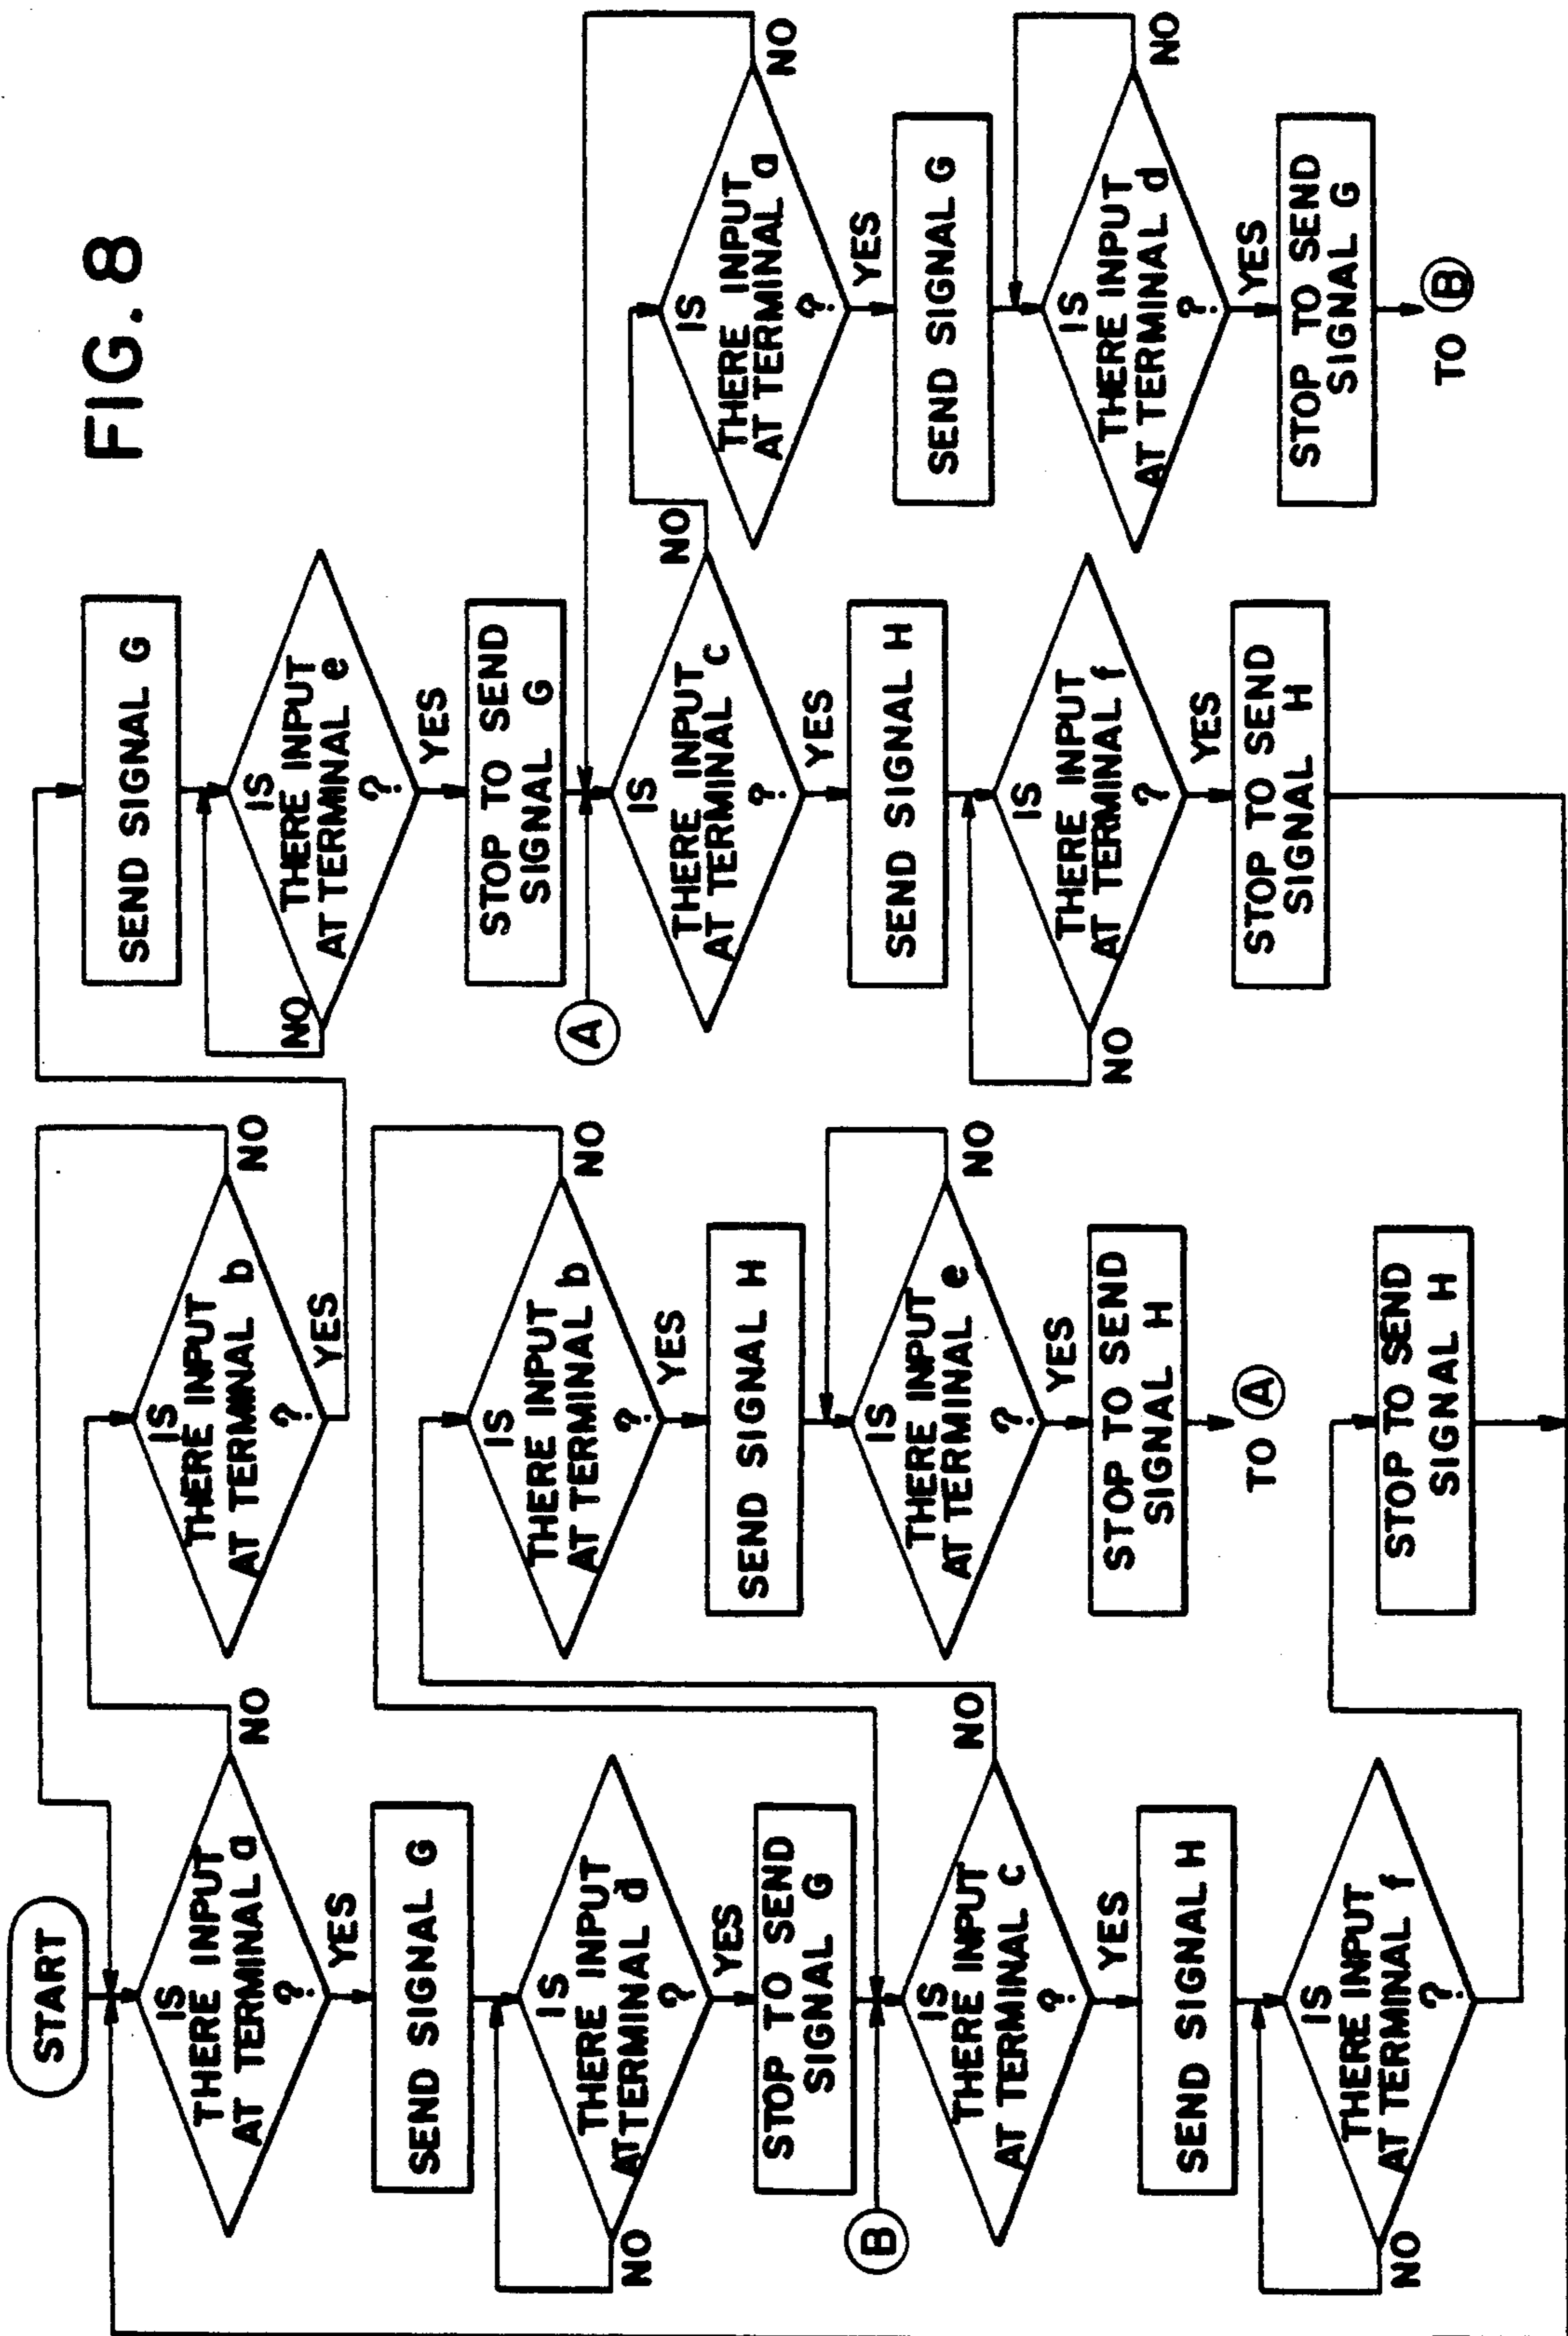 FIG. 8
START
IS
THERE INPUT
AT TERMINAL a
?
NO
YES
SEND SIGNAL G
IS
THERE INPUT
AT TERMINAL d
?
NO
YES
STOP TO SEND
SIGNAL G
B
IS
THERE INPUT
AT TERMINAL c
?
NO
YES
SEND SIGNAL H
IS
THERE INPUT
AT TERMINAL f
?
NO
IS
THERE INPUT
AT TERMINAL b
?
NO
YES
IS
THERE INPUT
AT TERMINAL b
?
NO
YES
SEND SIGNAL H
IS
THERE INPUT
AT TERMINAL e
?
NO
YES
STOP TO SEND
SIGNAL H
TO A
STOP TO SEND
SIGNAL H
SEND SIGNAL G
IS
THERE INPUT
AT TERMINAL e
?
NO
YES
STOP TO SEND
SIGNAL G
A
IS
THERE INPUT
AT TERMINAL c
?
NO
YES
SEND SIGNAL H
IS
THERE INPUT
AT TERMINAL f
?
NO
YES
STOP TO SEND
SIGNAL H
IS
THERE INPUT
AT TERMINAL a
?
NO
YES
SEND SIGNAL G
IS
THERE INPUT
AT TERMINAL d
?
NO
YES
STOP TO SEND
SIGNAL G
TO B